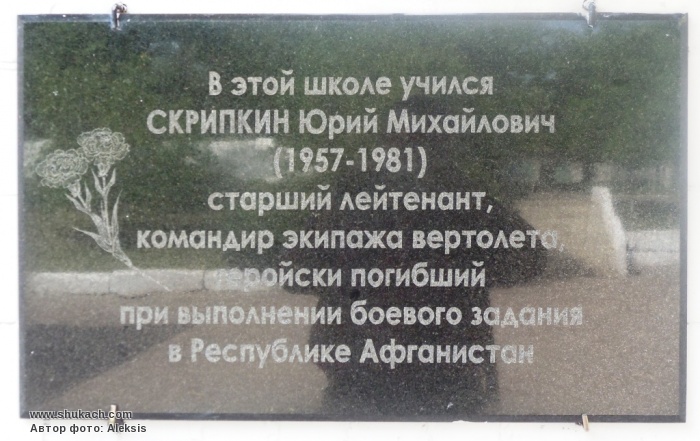 В этой школе учился
СКРИПКИН Юрий Михайлович
(1957-1981)
старший лейтенант,
командир экипажа вертолета,
геройски погибший
при выполнении боевого задания
в Республике Афганистан
www.shukach.com
Автор фото: Aleksis